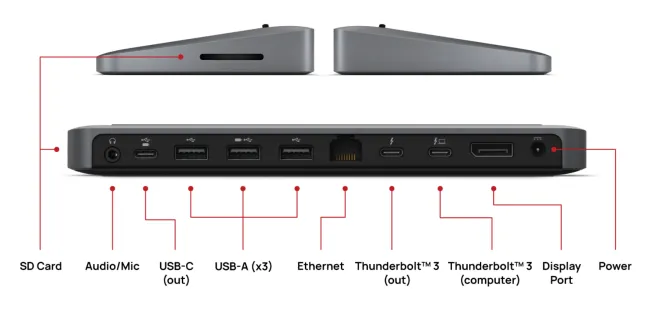 SD Card
Audio/Mic
USB-C
(out)
USB-A (x3)
Ethernet
Thunderbolt™ 3
(out)
Thunderbolt™ 3
(computer)
Display
Port
Power